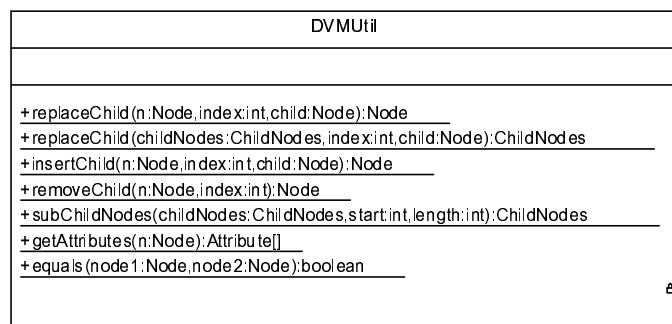 DVMUtil
+replaceChild(n:Node,index:int,child:Node):Node
+replaceChild(childNodes:ChildNodes,index:int,child:Node):ChildNodes
+insertChild(n:Node,index:int,child:Node):Node
+removeChild(n:Node,index:int):Node
+subChildNodes(childNodes:ChildNodes,start:int,length:int):ChildNodes
+getAttributes(n:Node):Attribute[]
+equals(node1:Node,node2:Node):boolean